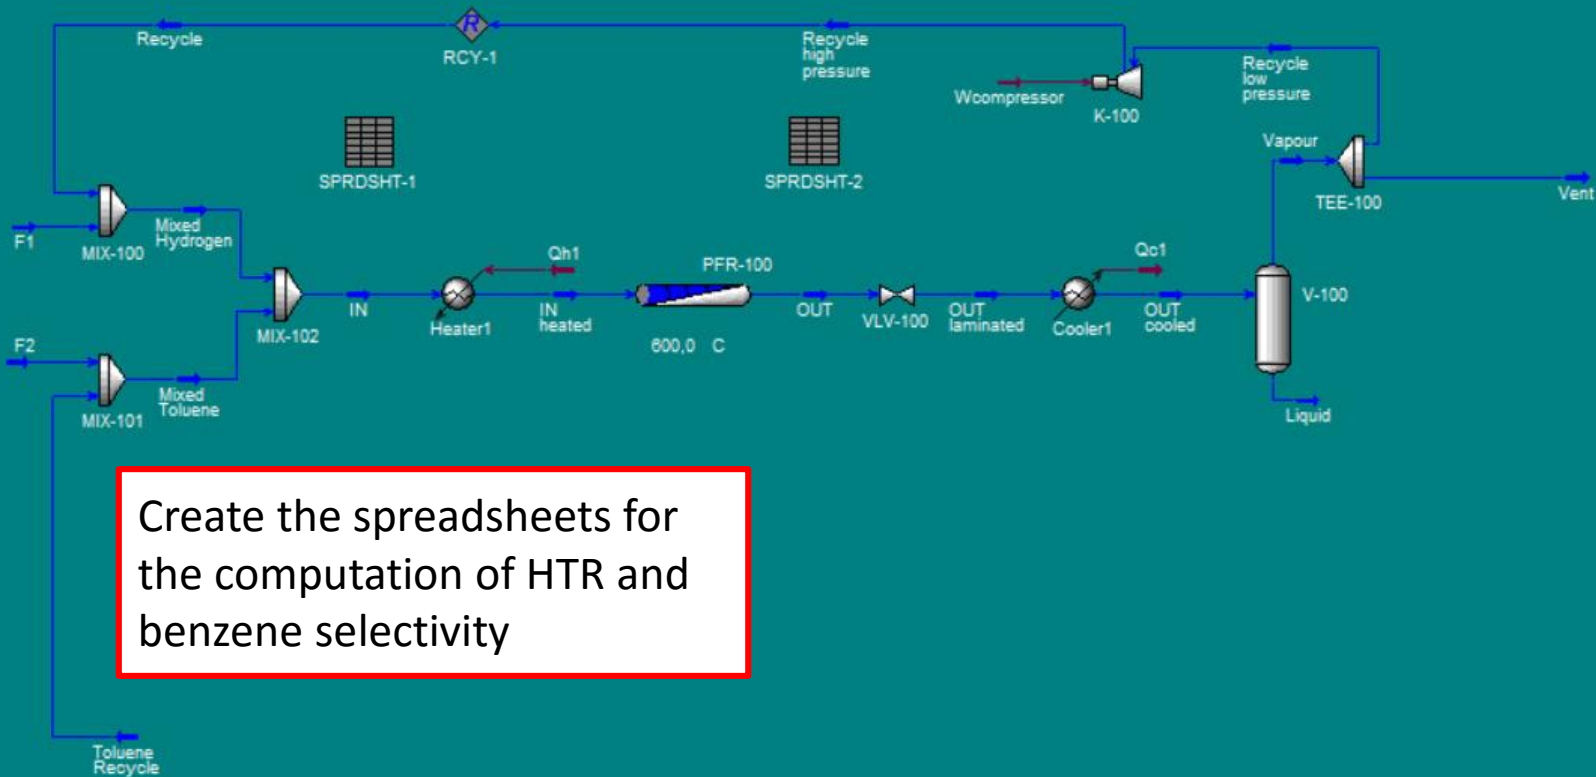 Recycle
R
RCY-1
Recycle
high
pressure
Recycle
low
pressure
Wcompressor
K-100
SPRDSHT-1
SPRDSHT-2
Vapour
TEE-100
Vent
F1
MIX-100
Mixed
Hydrogen
Qh1
PFR-100
Qc1
V-100
MIX-102
IN
Heater1
IN
heated
600,0 C
OUT
VLV-100
OUT
laminated
Cooler1
OUT
cooled
F2
MIX-101
Mixed
Toluene
Liquid
Create the spreadsheets for
the computation of HTR and
benzene selectivity
Toluene
Recycle